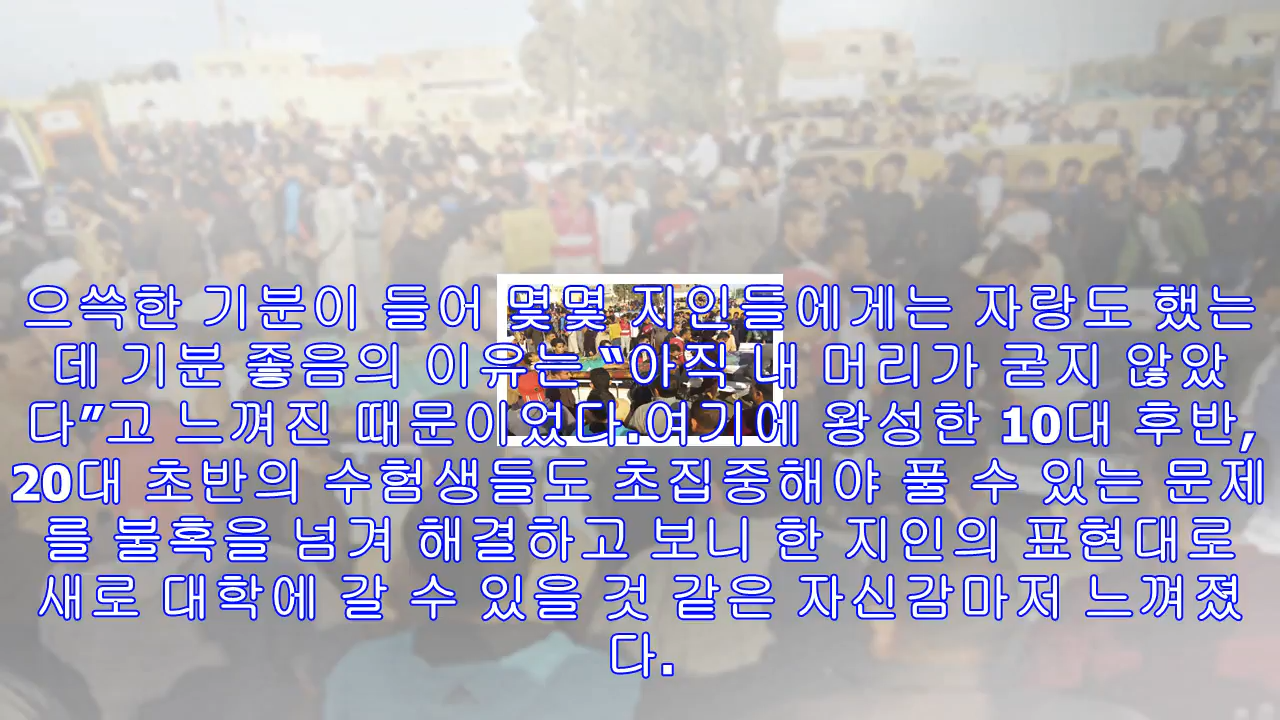 으쓱한 기분이 들어 몇몇 지인들에게는 자랑도 했는
데 기분 좋음의 이유는 “아직 내 머리가 굳지 않았
다”고 느껴진 때문이었다.여기에 왕성한 10대 후반,
20대 초반의 수험생들도 초집중해야 풀 수 있는 문제
를 불혹을 넘겨 해결하고 보니 한 지인의 표현대로
새로 대학에 갈 수 있을 것 같은 자신감마저 느껴졌
다.